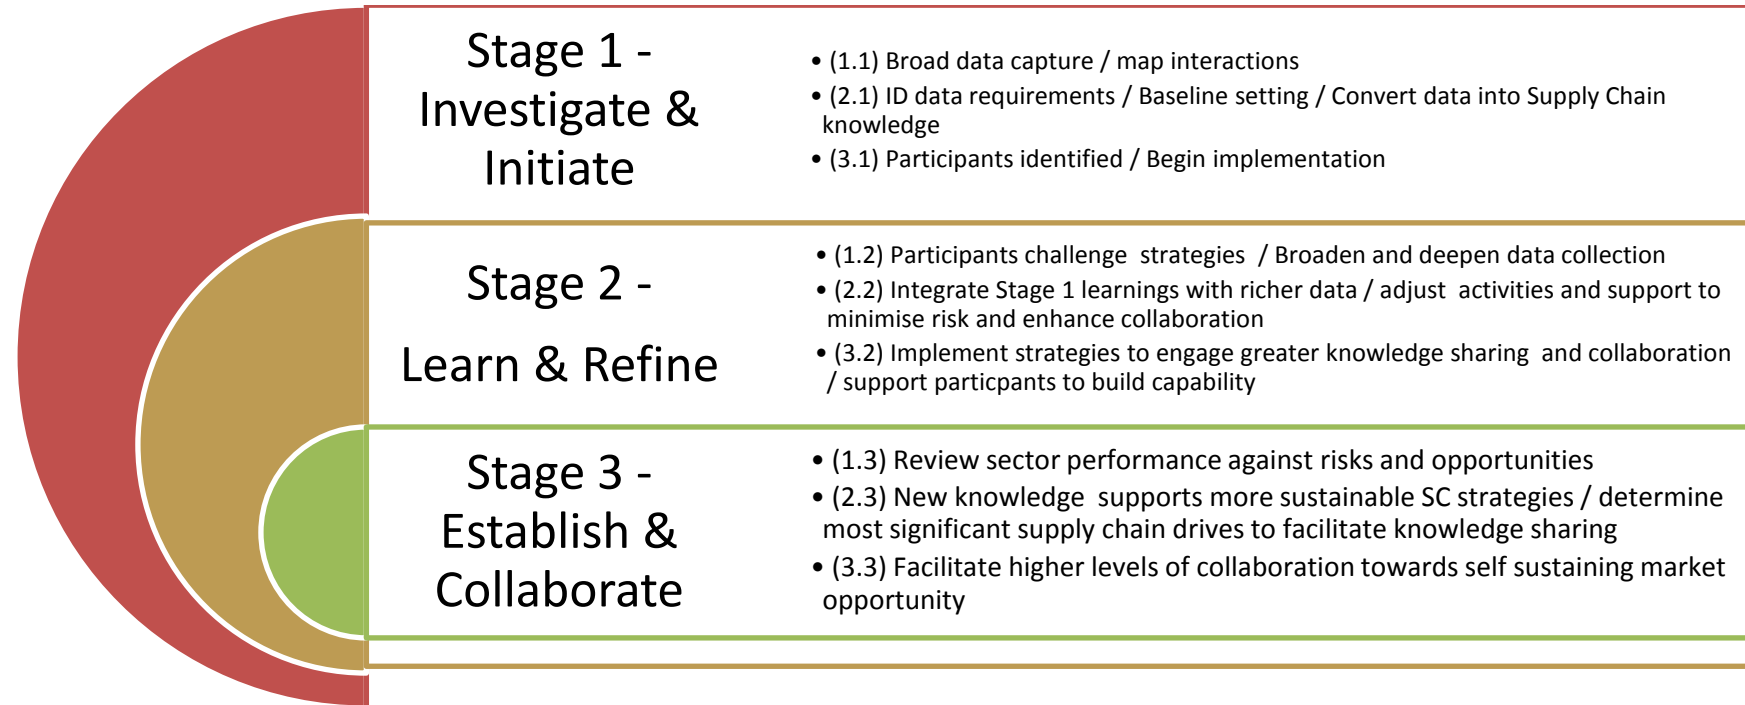 Stage 1 -
Investigate &
Initiate
• (1.1) Broad data capture / map interactions
• (2.1) ID data requirements / Baseline setting / Convert data into Supply Chain
knowledge
• (3.1) Participants identified / Begin implementation
Stage 2 -
Learn & Refine
• (1.2) Participants challenge strategies / Broaden and deepen data collection
• (2.2) Integrate Stage 1 learnings with richer data / adjust activities and support to
minimise risk and enhance collaboration
• (3.2) Implement strategies to engage greater knowledge sharing and collaboration
/ support particpants to build capability
Stage 3 -
Establish &
Collaborate
• (1.3) Review sector performance against risks and opportunities
• (2.3) New knowledge supports more sustainable SC strategies / determine
most significant supply chain drives to facilitate knowledge sharing
• (3.3) Facilitate higher levels of collaboration towards self sustaining market
opportunity